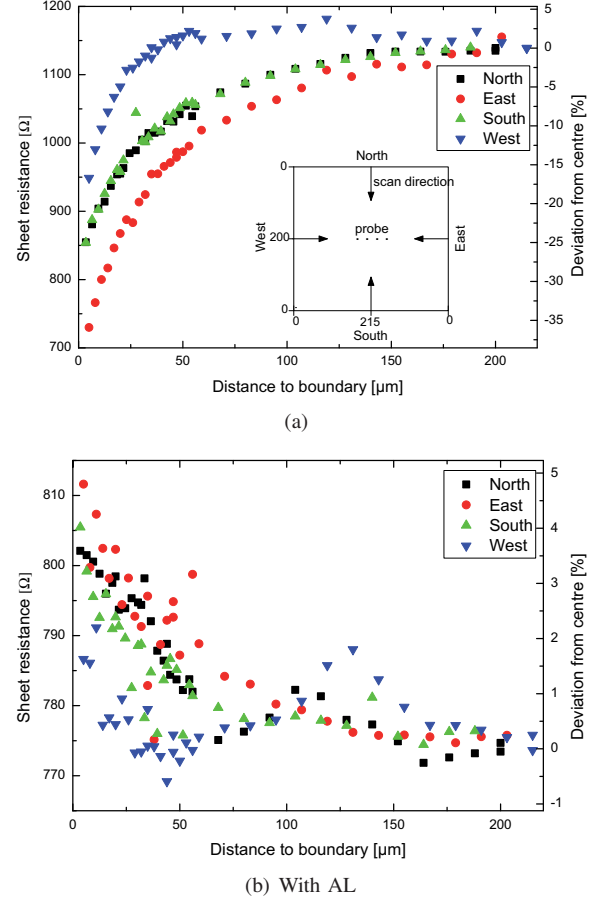 1200
1100
1000
900
800
700
Sheet resistance [Ω]
5
0
-5
-10
-15
-20
-25
-30
-35
Deviation from centre [%]
North
East
South
West
North
scan direction
West
East
probe
0
200
0
0
215
0
South
0
50
100
150
200
Distance to boundary [µm]
(a)
810
800
790
780
770
Sheet resistance [Ω]
5
4
3
2
1
0
-1
Deviation from centre [%]
North
East
South
West
0
50
100
150
200
Distance to boundary [µm]
(b) With AL